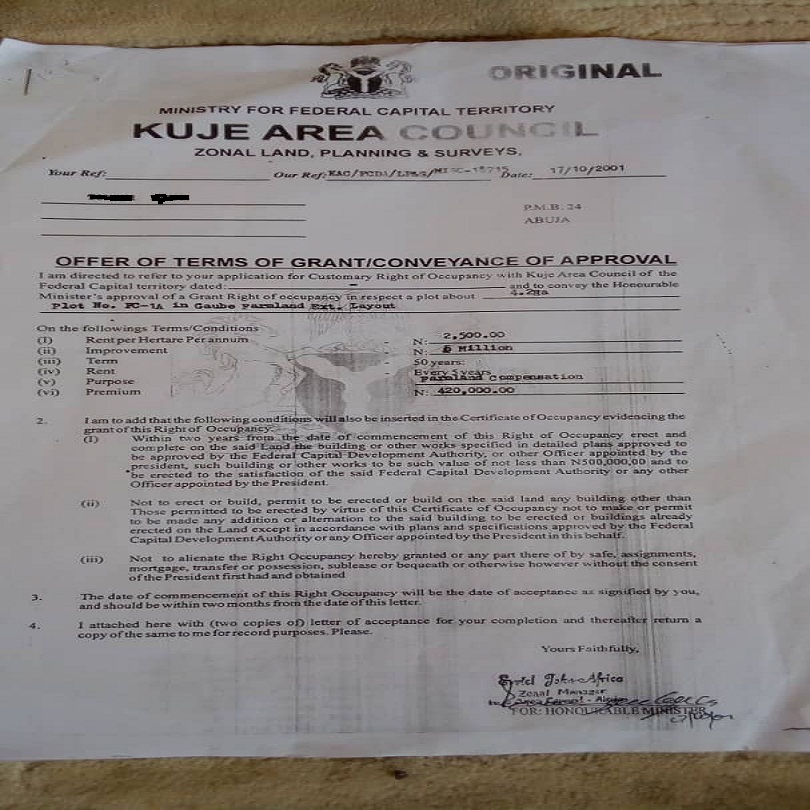 ORIGINAL
MINISTRY FOR FEDERAL CAPITAL TERRITORY
KUJE AREA COUNCIL
ZONAL LAND, PLANNING & SURVEYS,
Your Ref: Our Ref: KAC/FCDA/LP&S/MISC-15715 Date: 17/10/2001
P.M.B. 24
ABUJA
OFFER OF TERMS OF GRANT/CONVEYANCE OF APPROVAL
I am directed to refer to your application for Customary Right of Occupancy with Kuje Area Council of the
Federal Capital territory dated: - and to convey the Honourable
Minister's approval of a Grant Right of occupancy in respect a plot about 4.2Ha
Plot No. FC-1A in Gaube Farmland Ext. Layout
On the followings Terms/Conditions
(I) Rent per Hertare Per annum - N: 2,500.00
(ii) Improvement - N: 5 Million
(iii) Term 50 years:
(iv) Rent - Every 5 years
(v) Purpose - Farmland Compensation
(vi) Premium - N: 420,000.00
2. I am to add that the following conditions will also be inserted in the Certificate of Occupancy evidencing the
grant of this Right of Occupancy.
(I) Within two years from the date of commencement of this Right of Occupancy erect and
complete on the said Land the building or other works specified in detailed plans approved to
be approved by the Federal Capital Development Authority, or other Officer appointed by the
president, such building or other works to be such value of not less than N500,000,00 and to
be erected to the satisfaction of the said Federal Capital Development Authority or any other
Officer appointed by the President.
(ii) Not to erect or build, permit to be erected or build on the said land any building other than
Those permitted to be erected by virtue of this Certificate of Occupancy not to make or permit
to be made any addition or alternation to the said building to be erected or buildings already
erected on the Land except in accordance with plans and specifications approved by the Federal
Capital Development Authority or any Officer appointed by the President in this behalf.
(iii) Not to alienate the Right Occupancy hereby granted or any part there of by safe, assignments,
mortgage, transfer or possession, sublease or bequeath or otherwise however without the consent
of the President first had and obtained
3. The date of commencement of this Right Occupancy will be the date of acceptance as signified by you,
and should be within two months from the date of this letter.
4. I attached here with (two copies of) letter of acceptance for your completion and thereafter return a
copy of the same to me for record purposes. Please.
Yours Faithfully,
John Africa
Zonal Manager
FOR: HONOURABLE MINISTER